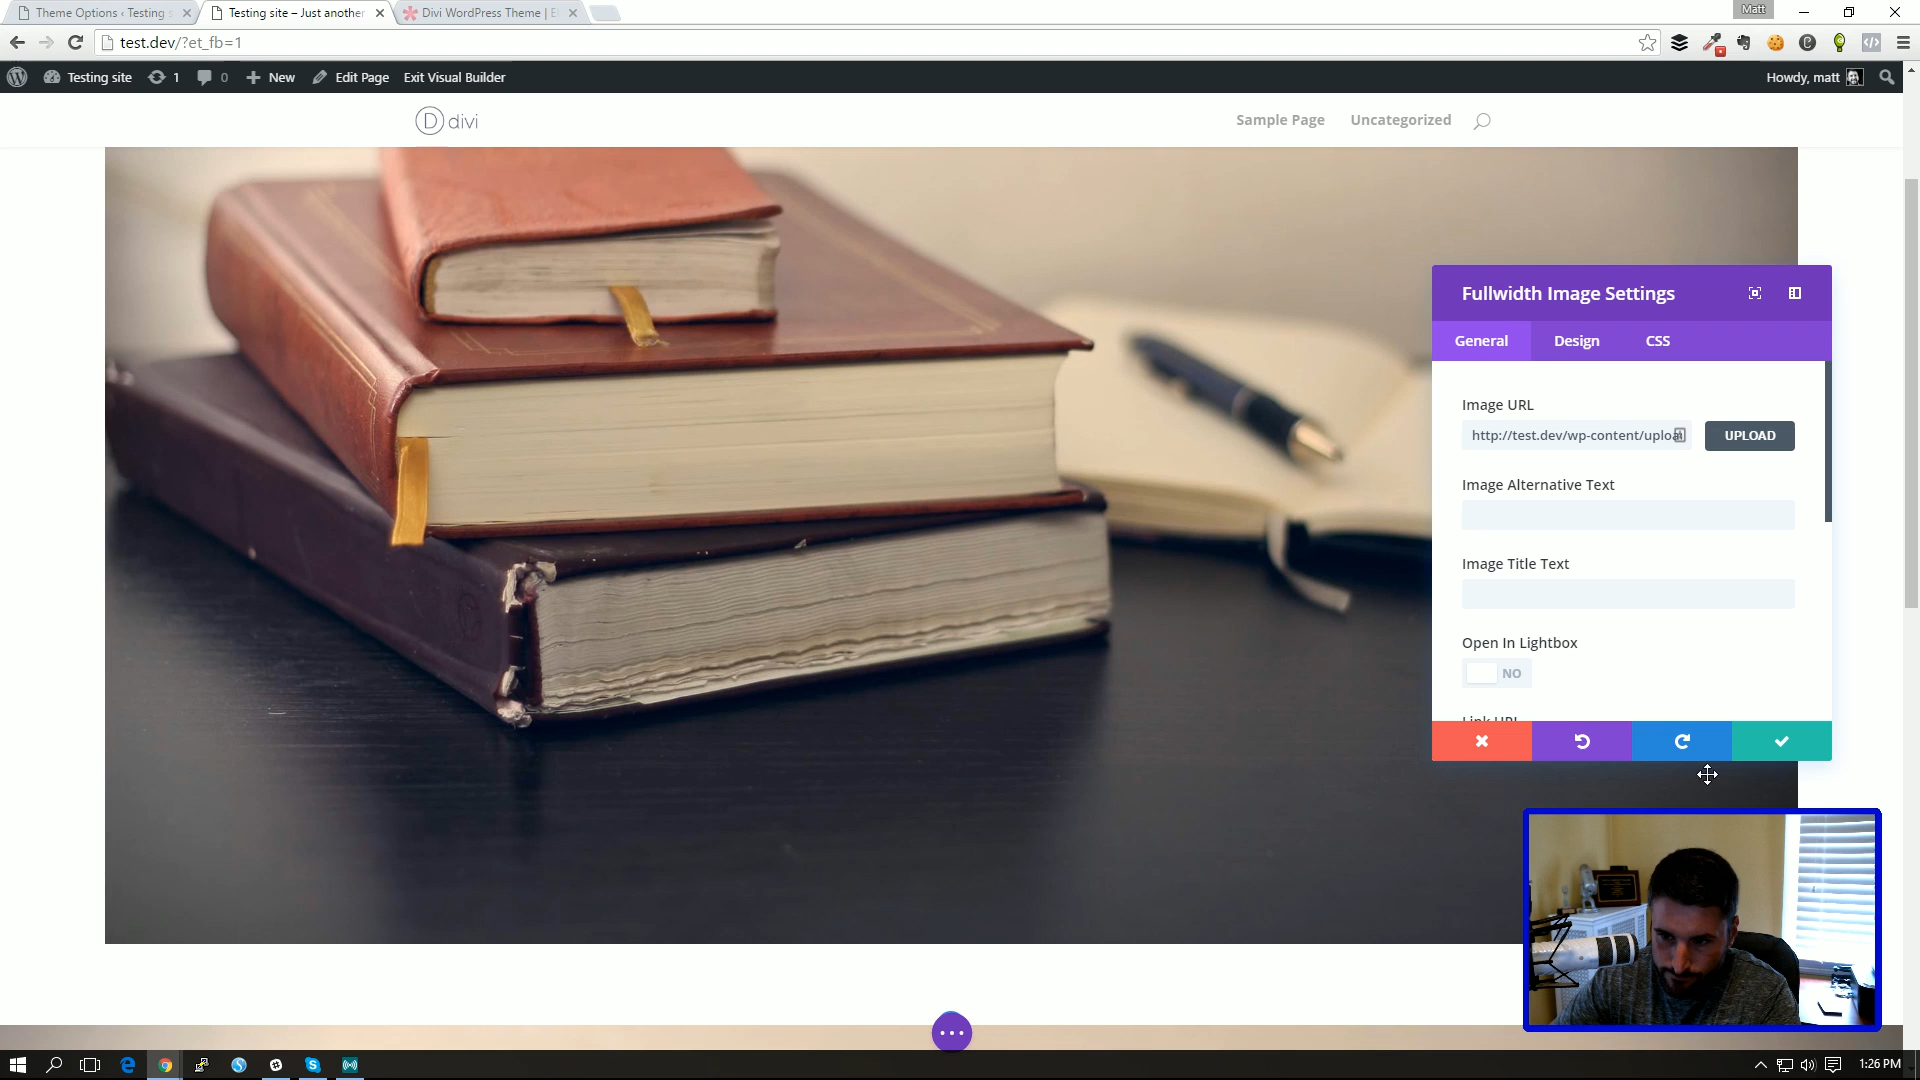 Theme Options ‹ Testing s
Testing site – Just another
Divi WordPress Theme | E
Matt
test.dev/?et_fb=1
Testing site
1
0
New
Edit Page
Exit Visual Builder
Howdy, matt
D divi
Sample Page
Uncategorized
Fullwidth Image Settings
General
Design
CSS
Image URL
http://test.dev/wp-content/uploa
UPLOAD
Image Alternative Text
Image Title Text
Open In Lightbox
NO
Link URL
1:26 PM